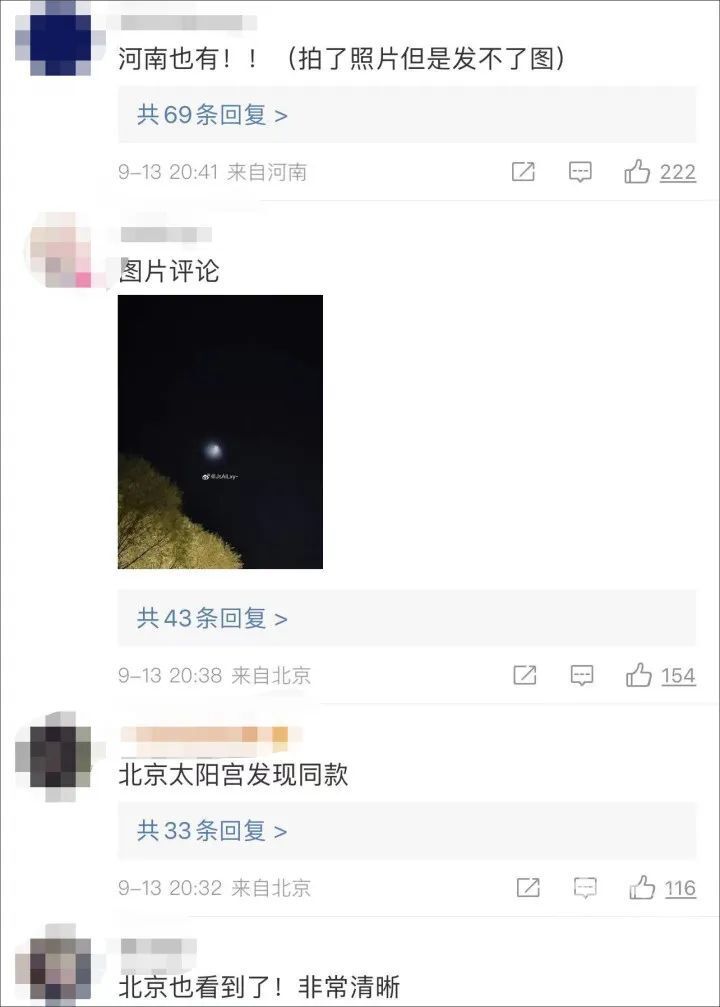 河南也有！！（拍了照片但是发不了图）
共69条回复 >
9-13 20:41 来自河南
222
图片评论
@JsAiLxy-
共43条回复 >
9-13 20:38 来自北京
154
北京太阳宫发现同款
共33条回复 >
9-13 20:32 来自北京
116
北京也看到了！非常清晰